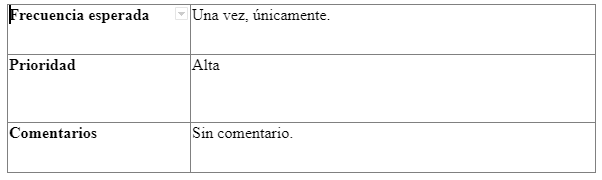 Frecuencia esperada Una vez, únicamente.
Prioridad Alta
Comentarios Sin comentario.